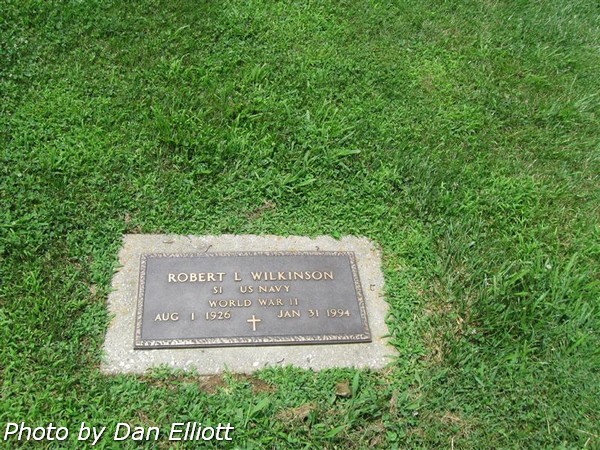 ROBERT L WILKINSON
S1 US NAVY
WORLD WAR II
AUG 1 1926 JAN 31 1994
Photo by Dan Elliott